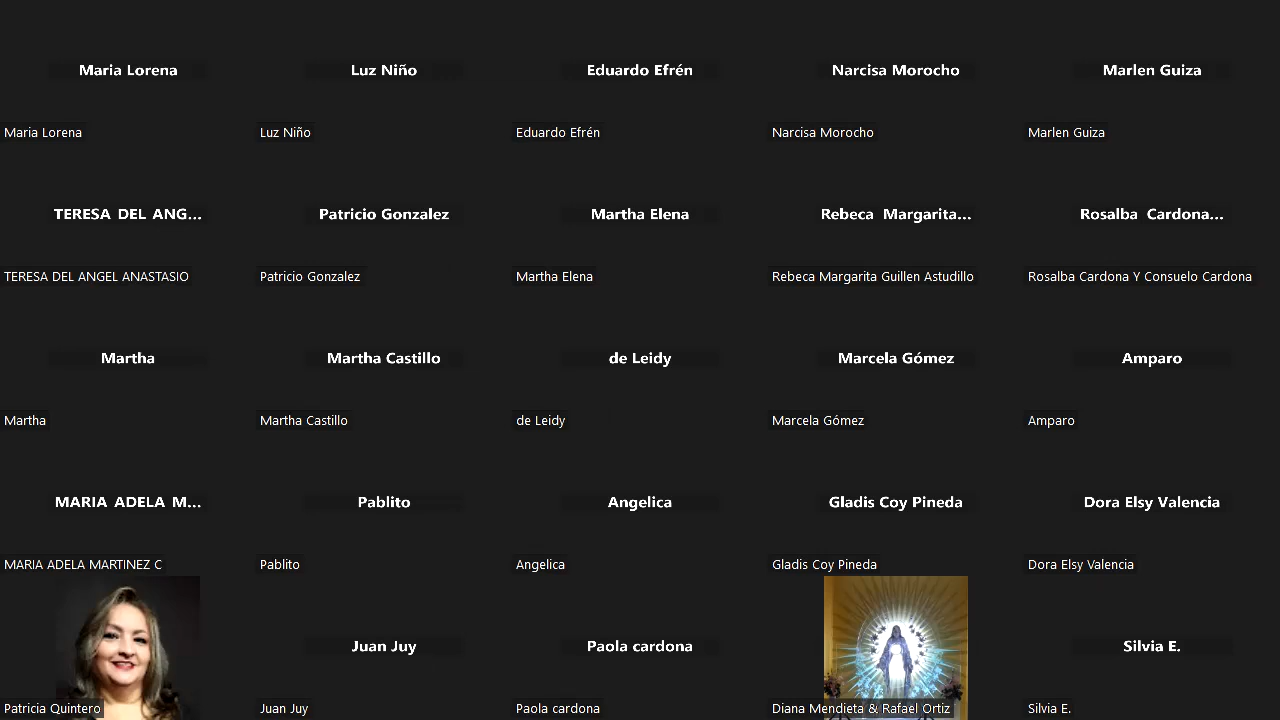 Maria Lorena
Luz Niño
Eduardo Efrén
Narcisa Morocho
Marlen Guiza
Maria Lorena
Luz Niño
Eduardo Efrén
Narcisa Morocho
Marlen Guiza
TERESA DEL ANG...
Patricio Gonzalez
Martha Elena
Rebeca Margarita...
Rosalba Cardona...
TERESA DEL ANGEL ANASTASIO
Patricio Gonzalez
Martha Elena
Rebeca Margarita Guillen Astudillo
Rosalba Cardona Y Consuelo Cardona
Martha
Martha Castillo
de Leidy
Marcela Gómez
Amparo
Martha
Martha Castillo
de Leidy
Marcela Gómez
Amparo
MARIA ADELA M...
Pablito
Angelica
Gladis Coy Pineda
Dora Elsy Valencia
MARIA ADELA MARTINEZ C
Pablito
Angelica
Gladis Coy Pineda
Dora Elsy Valencia
Juan Juy
Paola cardona
Silvia E.
Patricia Quintero
Juan Juy
Paola cardona
Diana Mendieta & Rafael Ortiz
Silvia E.